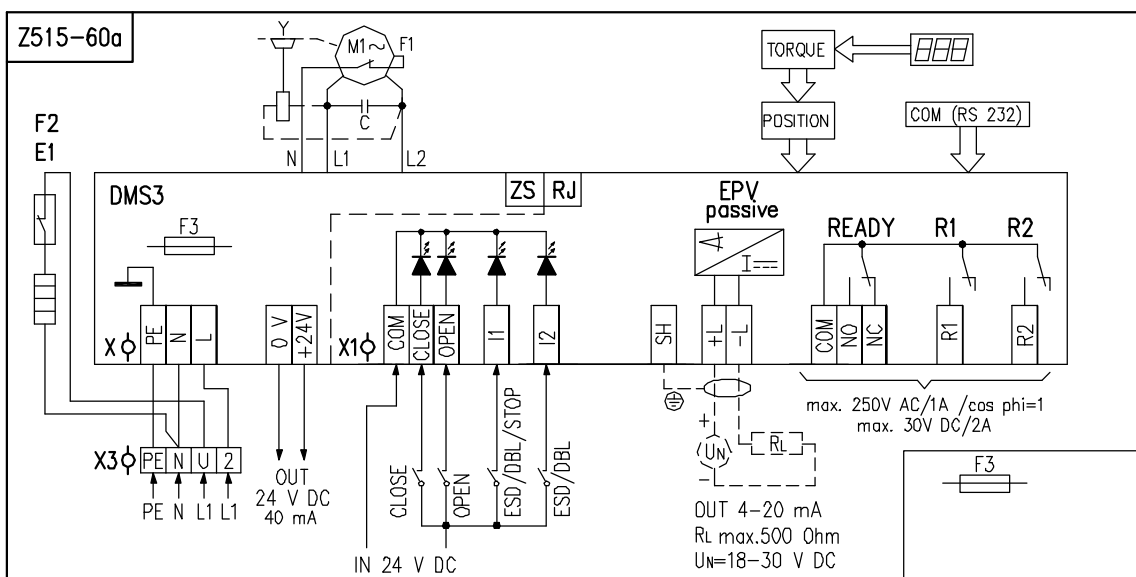 Z515-60a
Y
M1~
F1
C
N
L1
L2
TORQUE
POSITION
COM (RS 232)
F2
E1
DMS3
F3
ZS
RJ
EPV
passive
I
READY
R1
R2
X
PE
N
L
0 V
+24V
X1
COM
CLOSE
OPEN
I1
I2
SH
+L
-L
COM
NO
NC
R1
R2
max. 250V AC/1A /cos phi=1
max. 30V DC/2A
X3
PE
N
U
2
PE
N
L1
L1
OUT
24 V DC
40 mA
CLOSE
OPEN
ESD/DBL/STOP
ESD/DBL
IN 24 V DC
+
UN
-
RL
OUT 4-20 mA
RL max.500 Ohm
UN=18-30 V DC
F3